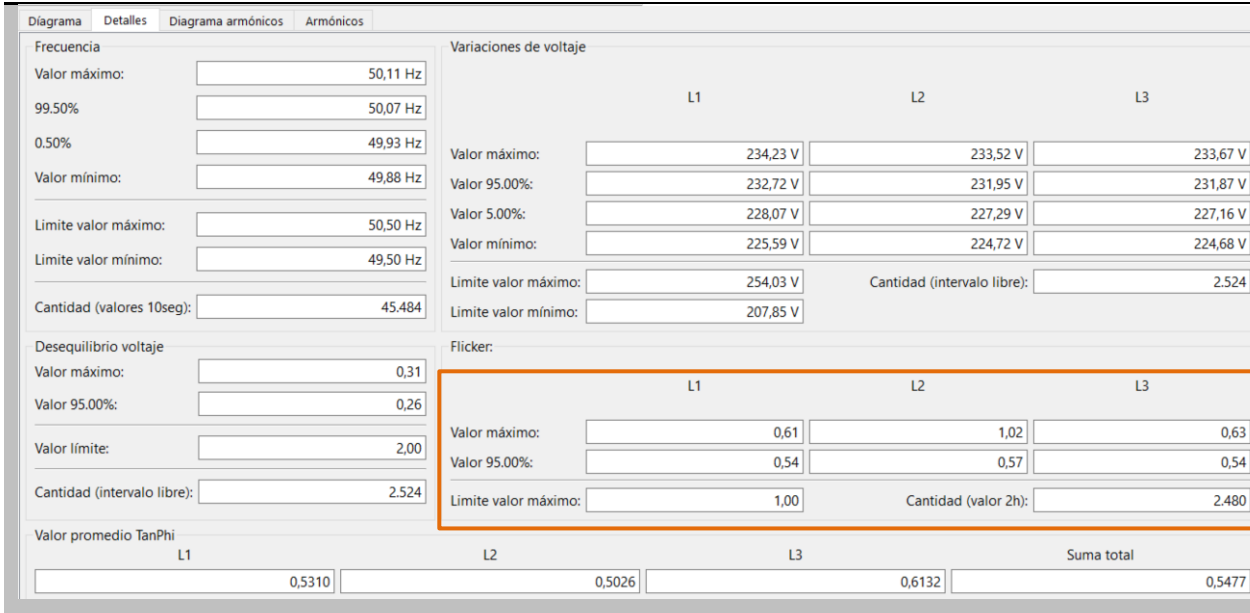 Díagrama Detalles Diagrama armónicos Armónicos
Frecuencia
Valor máximo: 50,11 Hz
99.50% 50,07 Hz
0.50% 49,93 Hz
Valor mínimo: 49,88 Hz
Limite valor máximo: 50,50 Hz
Limite valor mínimo: 49,50 Hz
Cantidad (valores 10seg): 45.484
Variaciones de voltaje
L1 L2 L3
Valor máximo: 234,23 V 233,52 V 233,67 V
Valor 95.00%: 232,72 V 231,95 V 231,87 V
Valor 5.00%: 228,07 V 227,29 V 227,16 V
Valor mínimo: 225,59 V 224,72 V 224,68 V
Limite valor máximo: 254,03 V Cantidad (intervalo libre): 2.524
Limite valor mínimo: 207,85 V
Desequilibrio voltaje
Valor máximo: 0,31
Valor 95.00%: 0,26
Valor límite: 2,00
Cantidad (intervalo libre): 2.524
Flicker:
L1 L2 L3
Valor máximo: 0,61 1,02 0,63
Valor 95.00%: 0,54 0,57 0,54
Limite valor máximo: 1,00 Cantidad (valor 2h): 2.480
Valor promedio TanPhi
L1 L2 L3 Suma total
0,5310 0,5026 0,6132 0,5477